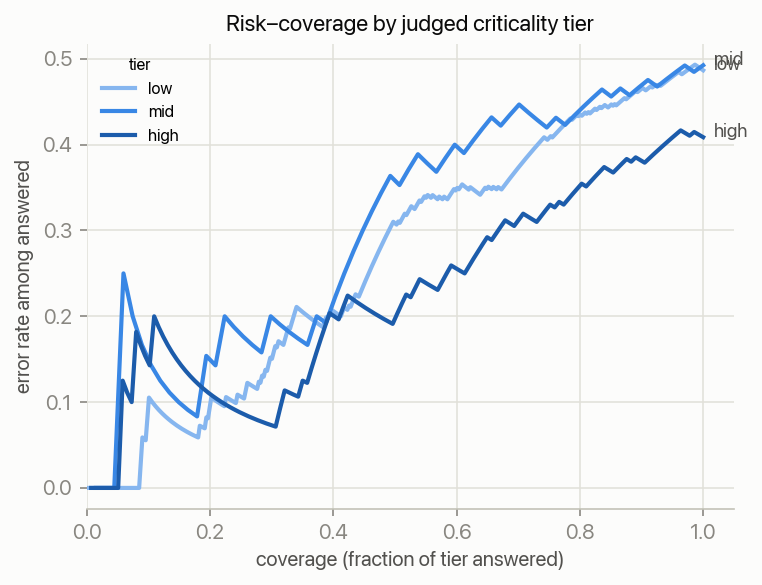 Risk–coverage by judged criticality tier
tier
low
mid
high
mid
low
high
error rate among answered
0.5
0.4
0.3
0.2
0.1
0.0
0.0 0.2 0.4 0.6 0.8 1.0
coverage (fraction of tier answered)